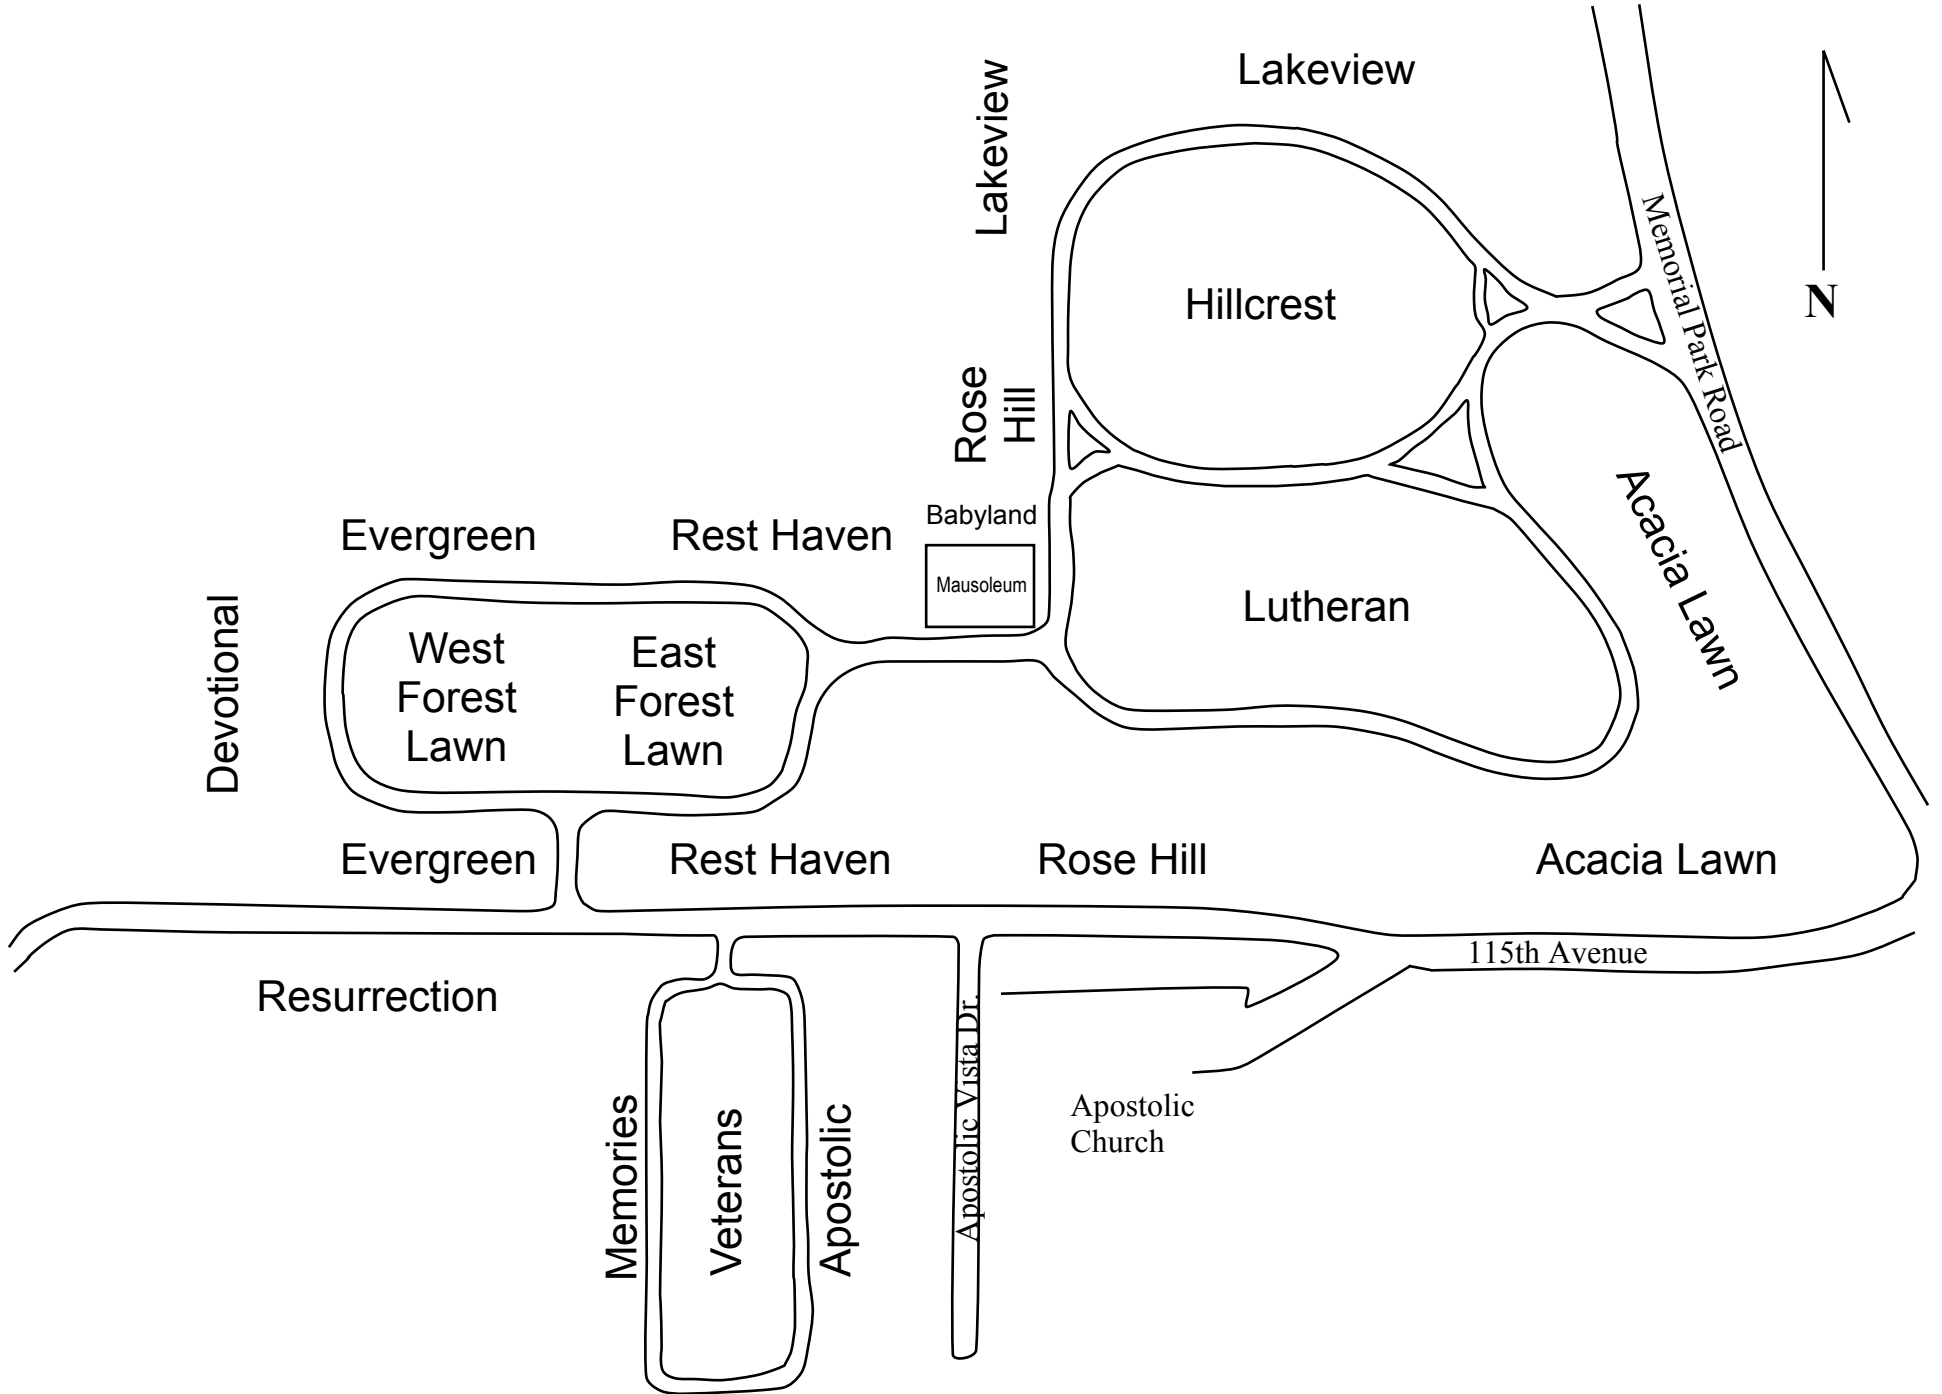 Lakeview
Lakeview
Memorial Park Road
N
Hillcrest
Rose
Hill
Acacia Lawn
Babyland
Mausoleum
Evergreen
Rest Haven
Lutheran
Devotional
West
Forest
Lawn
East
Forest
Lawn
Evergreen
Rest Haven
Rose Hill
Acacia Lawn
115th Avenue
Resurrection
Apostolic Vista Dr.
Memories
Veterans
Apostolic
Apostolic
Church